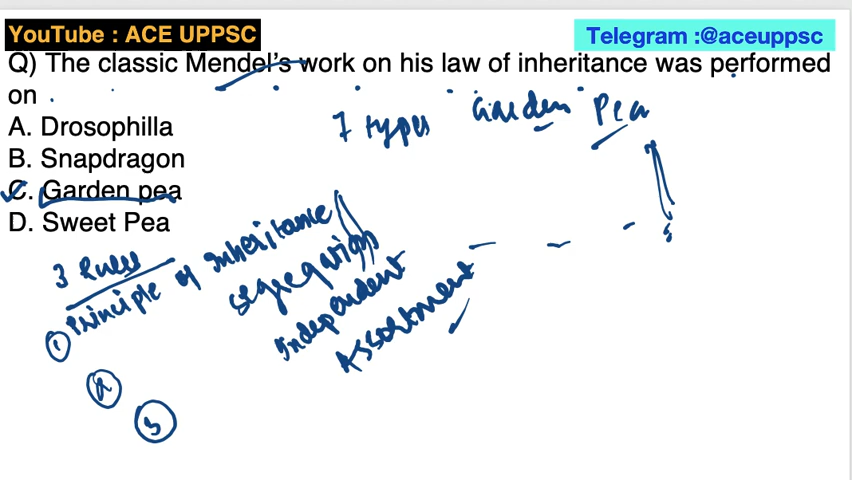 YouTube : ACE UPPSC
Telegram :@aceuppsc
Q) The classic Mendel's work on his law of inheritance was performed
on
7 types Garden Pea
A. Drosophilla
B. Snapdragon
C. Garden pea
D. Sweet Pea
3 Rules
① Principle of Inheritance
segregation
Independent
Assortment
②
③